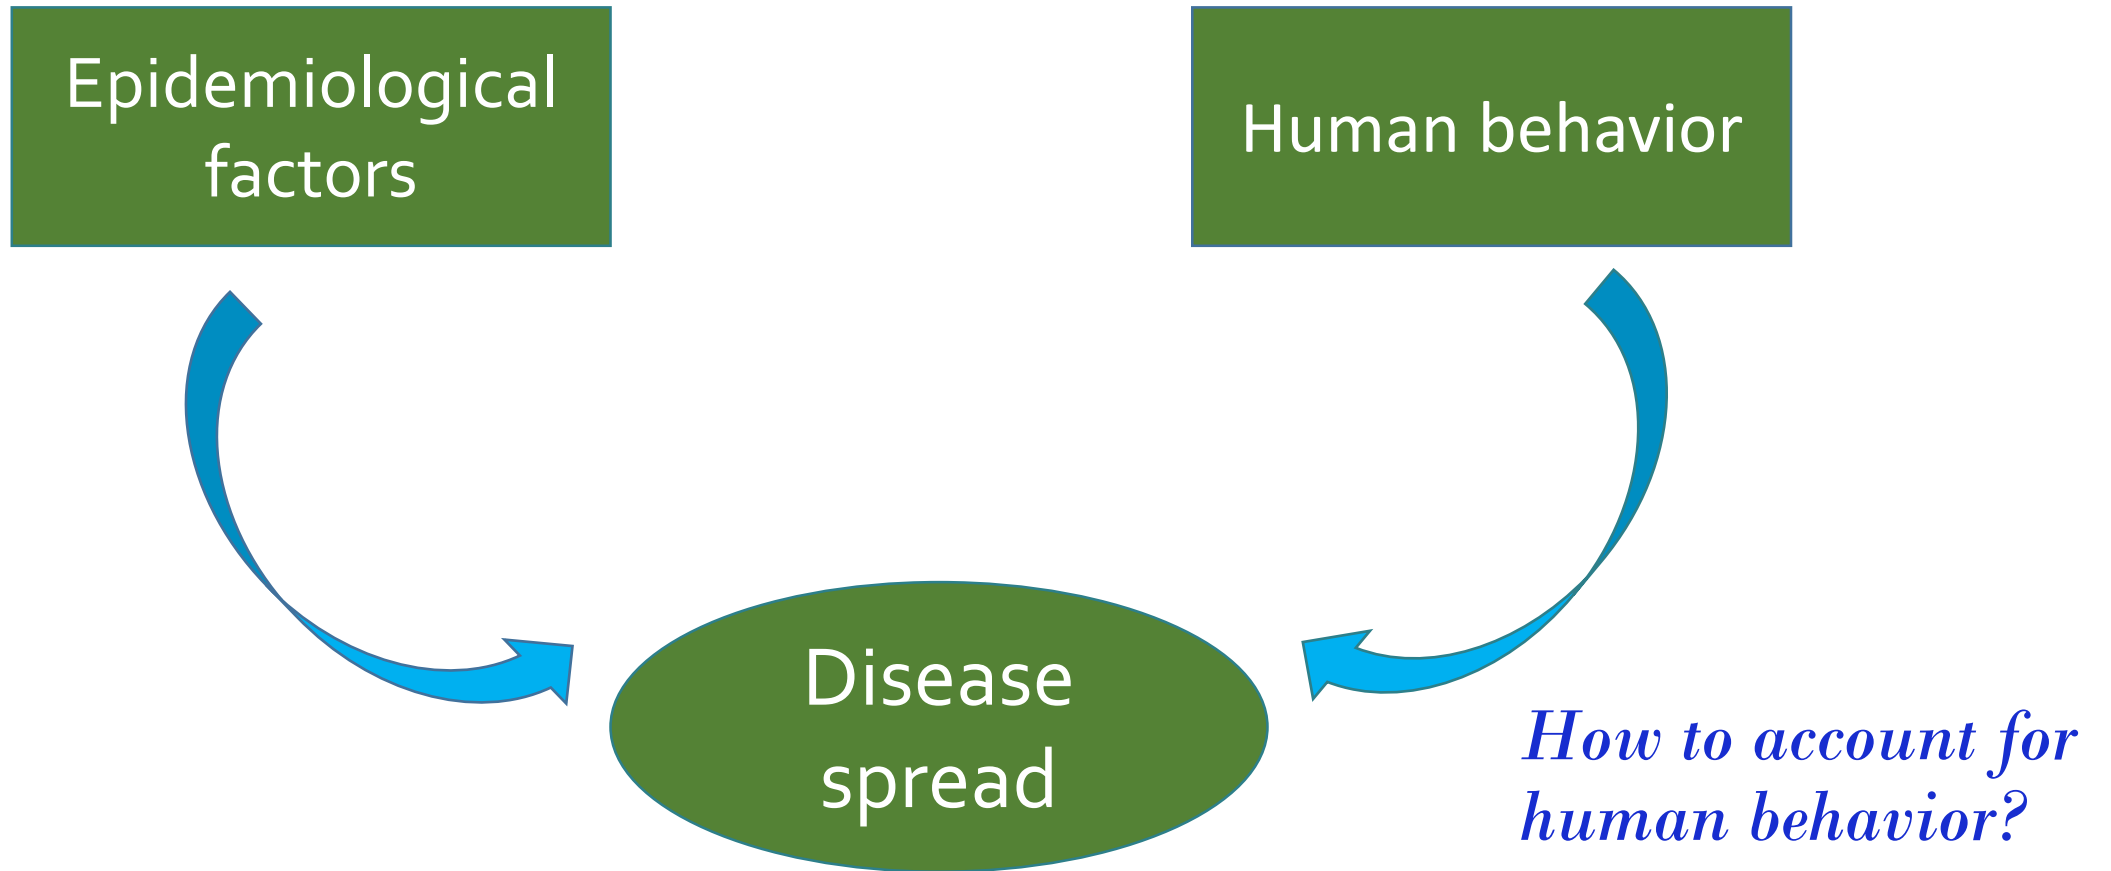 Epidemiological
factors
Human behavior
Disease
spread
How to account for
human behavior?